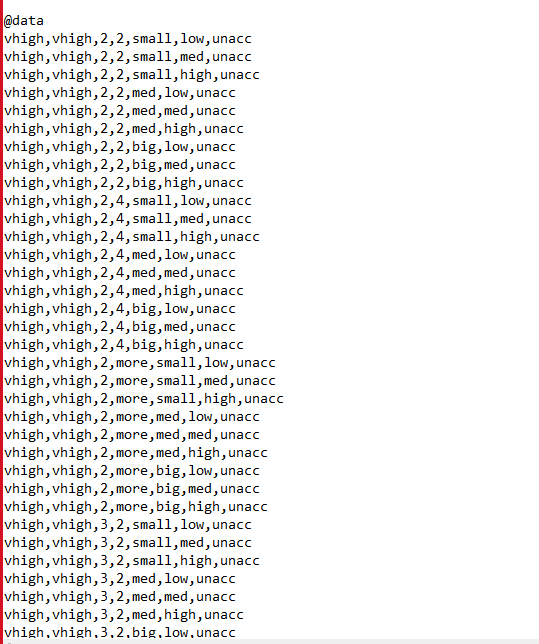 @data
vhigh,vhigh,2,2,small,low,unacc
vhigh,vhigh,2,2,small,med,unacc
vhigh,vhigh,2,2,small,high,unacc
vhigh,vhigh,2,2,med,low,unacc
vhigh,vhigh,2,2,med,med,unacc
vhigh,vhigh,2,2,med,high,unacc
vhigh,vhigh,2,2,big,low,unacc
vhigh,vhigh,2,2,big,med,unacc
vhigh,vhigh,2,2,big,high,unacc
vhigh,vhigh,2,4,small,low,unacc
vhigh,vhigh,2,4,small,med,unacc
vhigh,vhigh,2,4,small,high,unacc
vhigh,vhigh,2,4,med,low,unacc
vhigh,vhigh,2,4,med,med,unacc
vhigh,vhigh,2,4,med,high,unacc
vhigh,vhigh,2,4,big,low,unacc
vhigh,vhigh,2,4,big,med,unacc
vhigh,vhigh,2,4,big,high,unacc
vhigh,vhigh,2,more,small,low,unacc
vhigh,vhigh,2,more,small,med,unacc
vhigh,vhigh,2,more,small,high,unacc
vhigh,vhigh,2,more,med,low,unacc
vhigh,vhigh,2,more,med,med,unacc
vhigh,vhigh,2,more,med,high,unacc
vhigh,vhigh,2,more,big,low,unacc
vhigh,vhigh,2,more,big,med,unacc
vhigh,vhigh,2,more,big,high,unacc
vhigh,vhigh,3,2,small,low,unacc
vhigh,vhigh,3,2,small,med,unacc
vhigh,vhigh,3,2,small,high,unacc
vhigh,vhigh,3,2,med,low,unacc
vhigh,vhigh,3,2,med,med,unacc
vhigh,vhigh,3,2,med,high,unacc
vhigh,vhigh,3,2,big,low,unacc